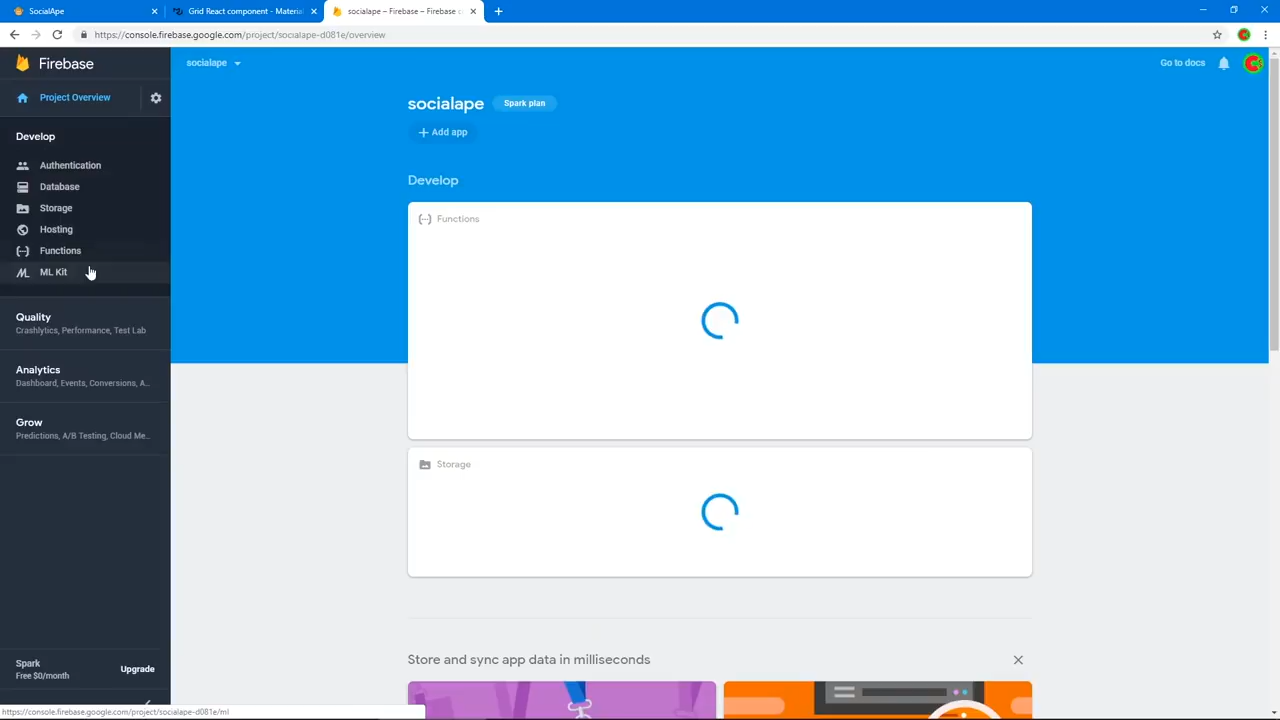 SocialApe
Grid React component - Materia
socialape – Firebase – Firebase c
https://console.firebase.google.com/project/socialape-d081e/overview
Firebase
socialape
Go to docs
Project Overview
socialape
Spark plan
Add app
Develop
Authentication
Database
Storage
Hosting
Functions
ML Kit
Quality
Crashlytics, Performance, Test Lab
Analytics
Dashboard, Events, Conversions, A...
Grow
Predictions, A/B Testing, Cloud Me...
Develop
Functions
Storage
Store and sync app data in milliseconds
Spark
Free $0/month
Upgrade
https://console.firebase.google.com/project/socialape-d081e/ml